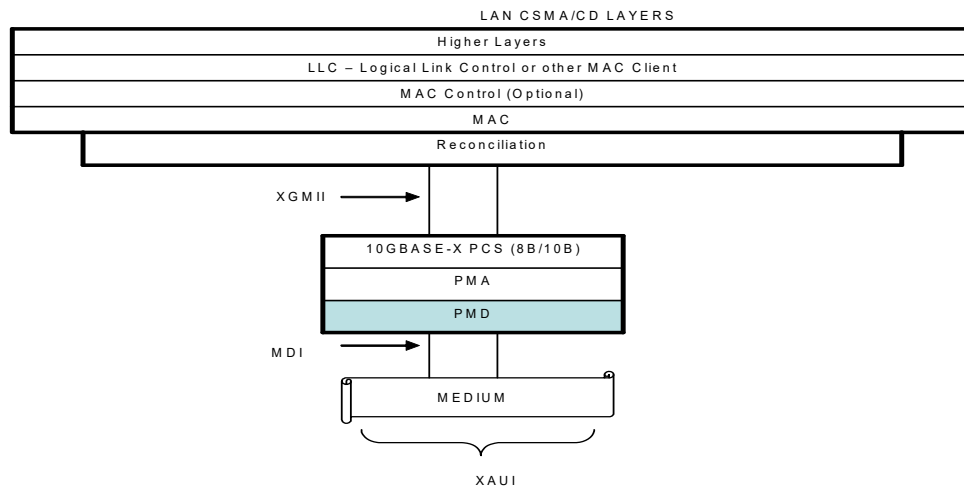 LAN CSMA/CD LAYERS
Higher Layers
LLC – Logical Link Control or other MAC Client
MAC Control (Optional)
MAC
Reconciliation
XGMII
10GBASE-X PCS (8B/10B)
PMA
PMD
MDI
MEDIUM
XAUI